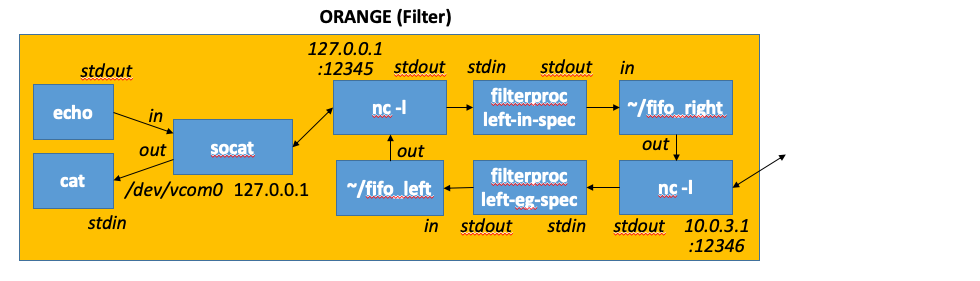 ORANGE (Filter)
127.0.0.1
:12345
stdout
stdin
stdout
in
stdout
echo
in
out
socat
cat
/dev/vcom0
127.0.0.1
stdin
nc -l
filterproc
left-in-spec
~/fifo_right
out
out
~/fifo_left
filterproc
left-eg-spec
nc -l
in
stdout
stdin
stdout
10.0.3.1
:12346